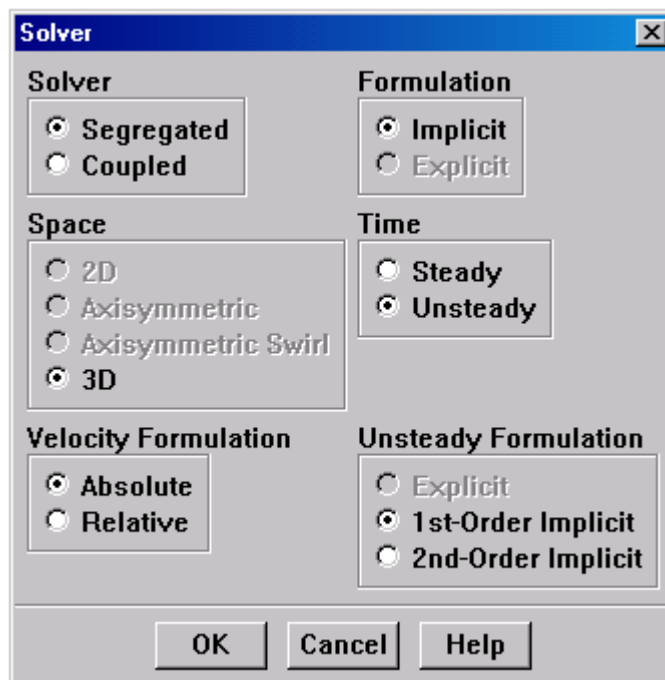 Solver
Solver
Segregated
Coupled
Formulation
Implicit
Explicit
Space
2D
Axisymmetric
Axisymmetric Swirl
3D
Time
Steady
Unsteady
Velocity Formulation
Absolute
Relative
Unsteady Formulation
Explicit
1st-Order Implicit
2nd-Order Implicit
OK
Cancel
Help